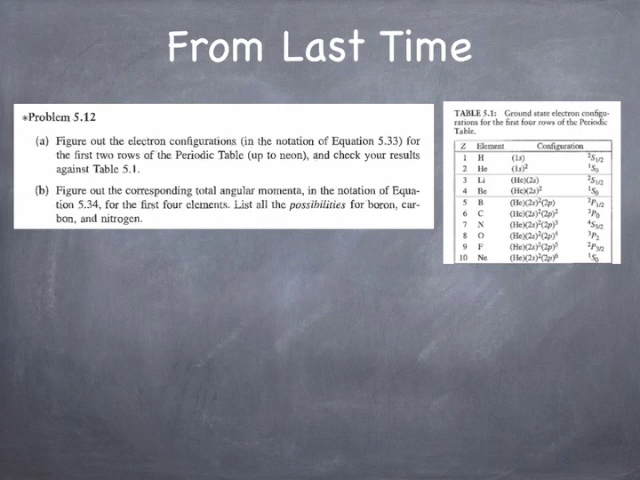 From Last Time
*Problem 5.12
(a) Figure out the electron configurations (in the notation of Equation 5.33) for
the first two rows of the Periodic Table (up to neon), and check your results
against Table 5.1.
(b) Figure out the corresponding total angular momenta, in the notation of Equa-
tion 5.34, for the first four elements. List all the possibilities for boron, car-
bon, and nitrogen.
TABLE 5.1: Ground state electron configu-
rations for the first four rows of the Periodic
Table.
Z Element Configuration
1 H (1s) ²S₁/₂
2 He (1s)² ¹S₀
3 Li (He)(2s) ²S₁/₂
4 Be (He)(2s)² ¹S₀
5 B (He)(2s)²(2p) ²P₁/₂
6 C (He)(2s)²(2p)² ³P₀
7 N (He)(2s)²(2p)³ ⁴S₃/₂
8 O (He)(2s)²(2p)⁴ ³P₂
9 F (He)(2s)²(2p)⁵ ²P₃/₂
10 Ne (He)(2s)²(2p)⁶ ¹S₀